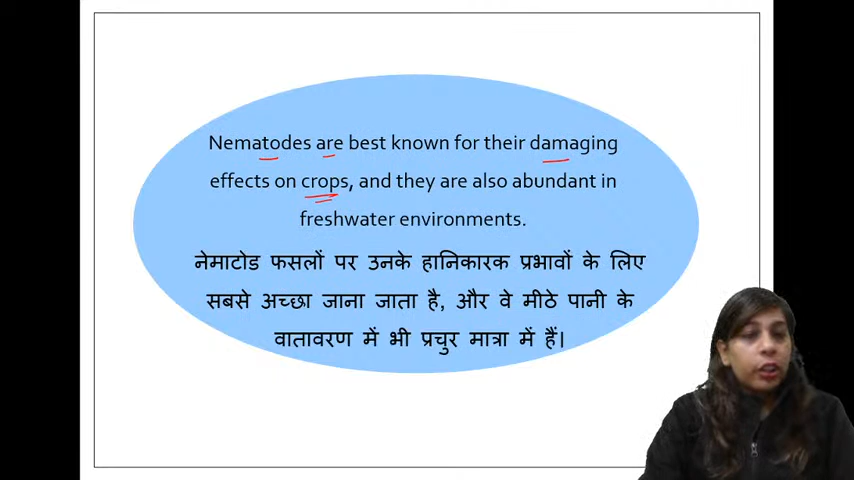 Nematodes are best known for their damaging
effects on crops, and they are also abundant in
freshwater environments.
नेमाटोड फसलों पर उनके हानिकारक प्रभावों के लिए
सबसे अच्छा जाना जाता है, और वे मीठे पानी के
वातावरण में भी प्रचुर मात्रा में हैं।